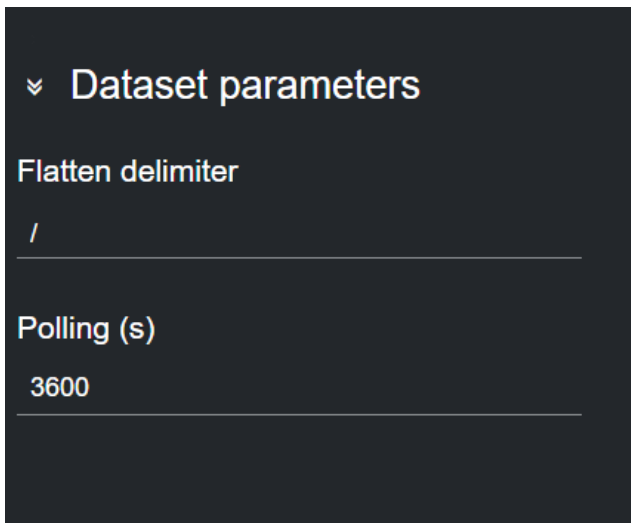 Dataset parameters
Flatten delimiter
/
Polling (s)
3600